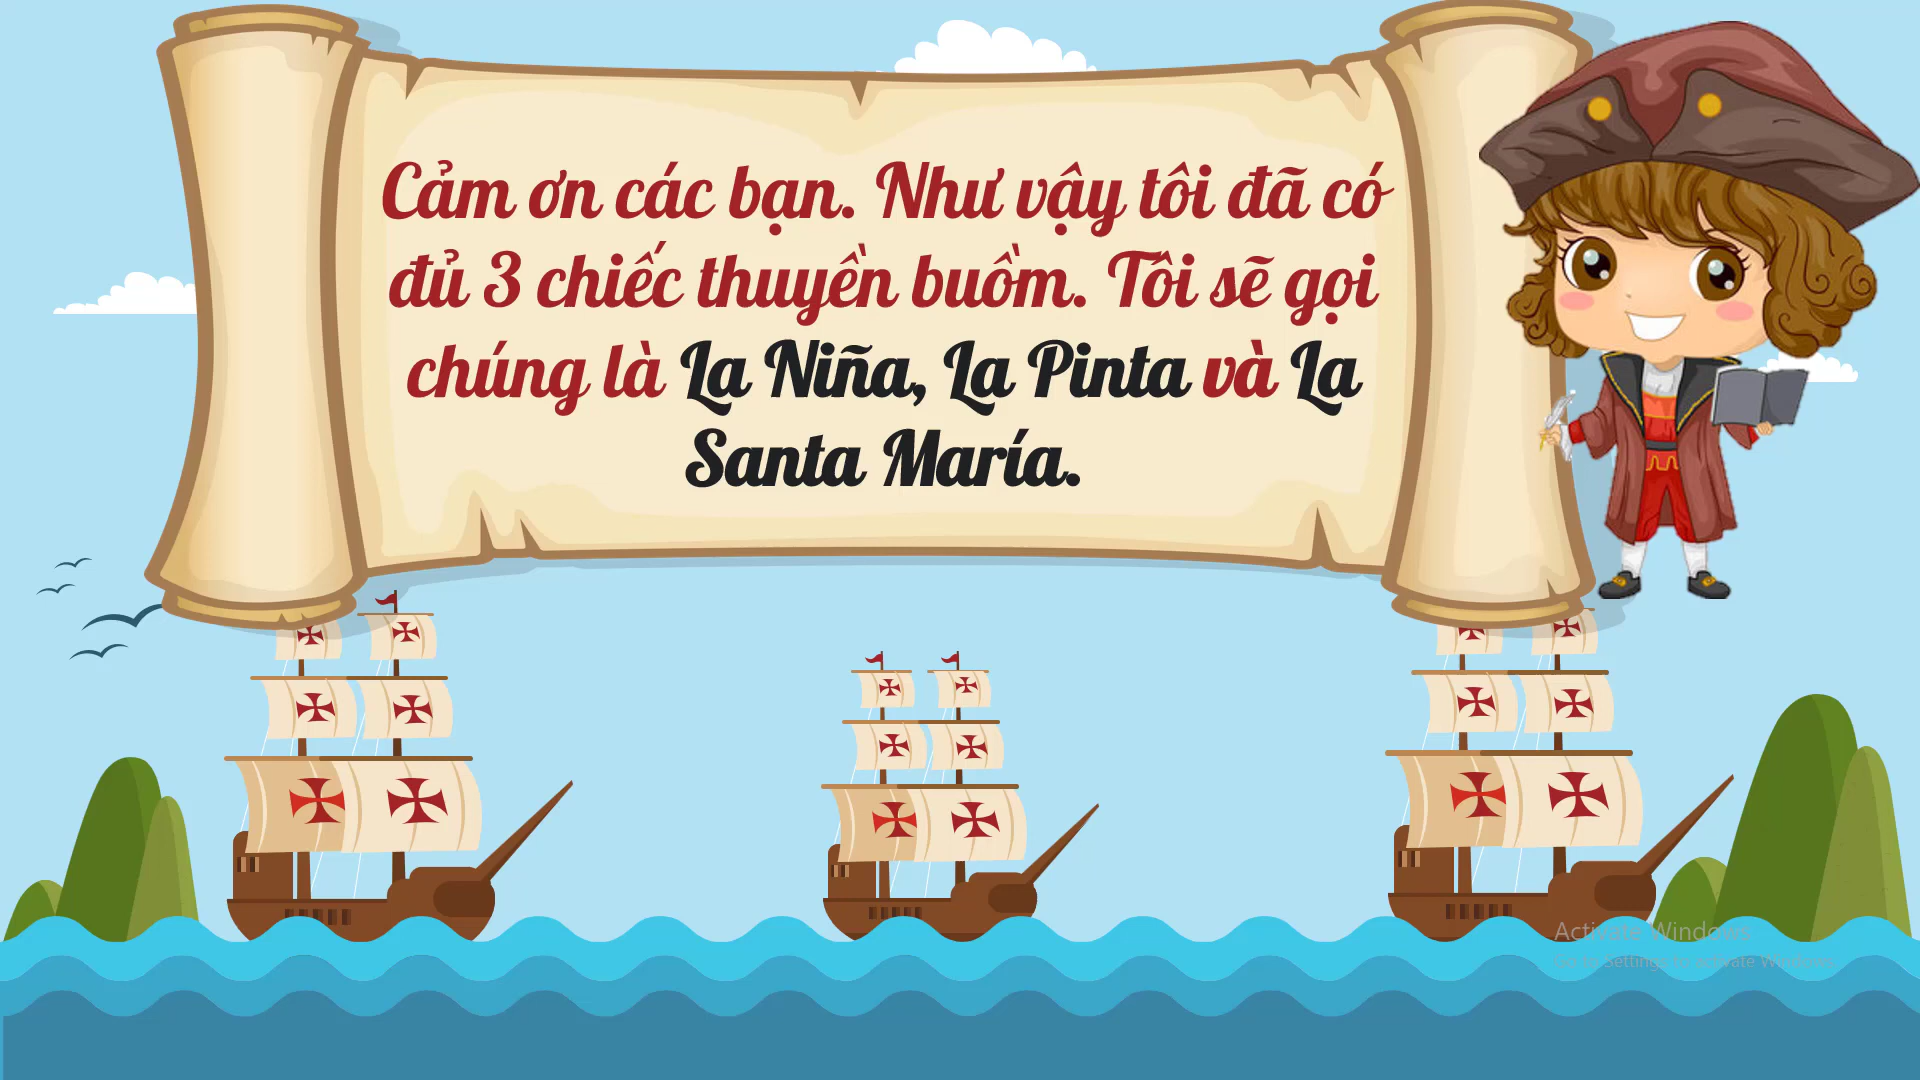 Cảm ơn các bạn. Như vậy tôi đã có
đủ 3 chiếc thuyền buồm. Tôi sẽ gọi
chúng là La Niña, La Pinta và La
Santa María.
Activate Windows
Go to Settings to activate Windows.